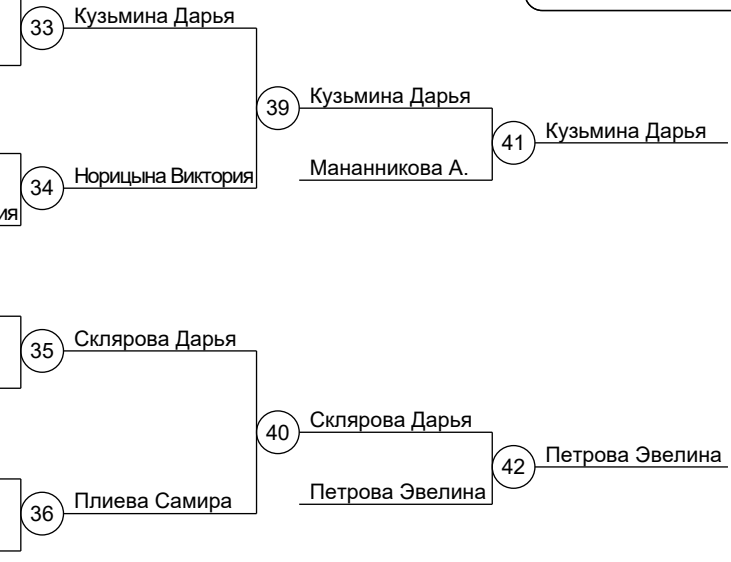 33 Кузьмина Дарья
39 Кузьмина Дарья
41 Кузьмина Дарья
Мананникова А.
34 Норицына Виктория
ия
35 Склярова Дарья
40 Склярова Дарья
42 Петрова Эвелина
Петрова Эвелина
36 Плиева Самира